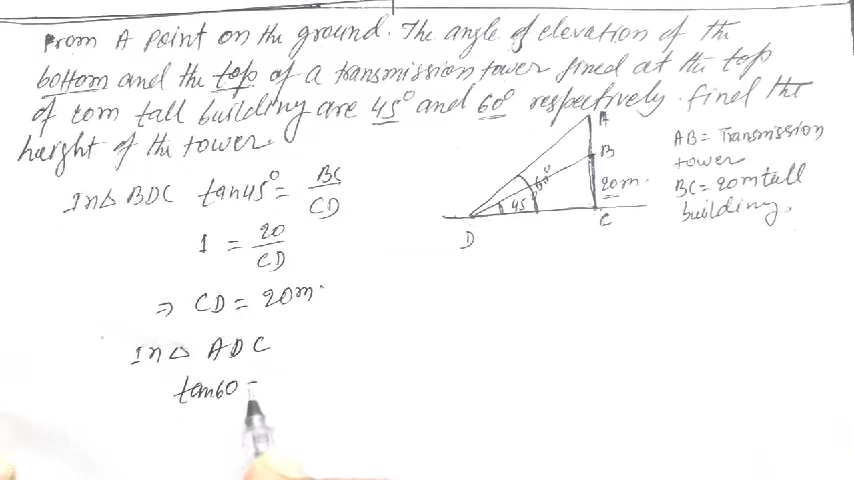 From A point on the ground. The angle of elevation of the
bottom and the top of a transmission tower fined at the top
of 20m tall building are 45° and 60° respectively. find the
height of the tower.
In △ BDC tan45° = BC
CD
1 = 20
CD
⇒ CD = 20m.
In △ ADC
tan60 =
A
B
60°
20m.
45
C
D
AB = Transmission
tower
BC = 20m tall
building.